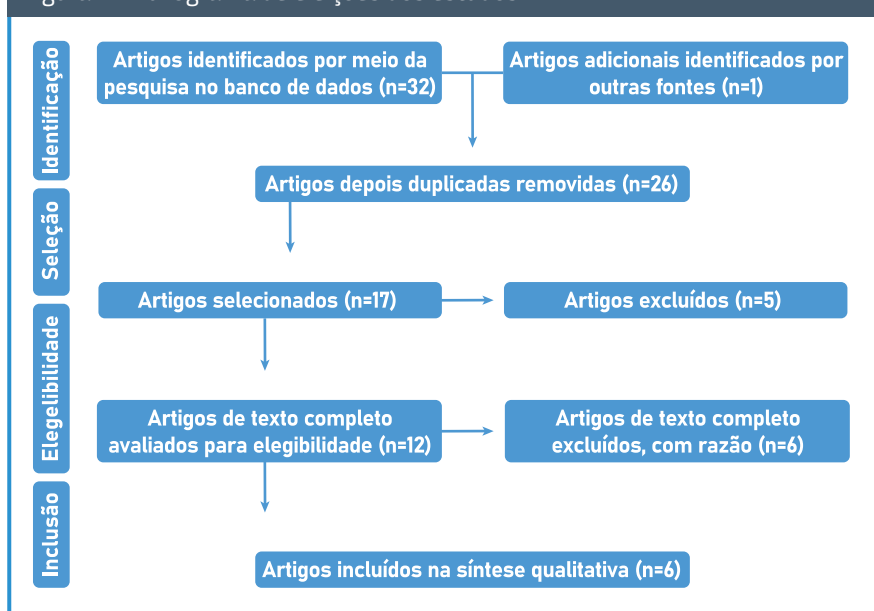 Identificação
Artigos identificados por meio da
pesquisa no banco de dados (n=32)
Artigos adicionais identificados por
outras fontes (n=1)
Artigos depois duplicadas removidas (n=26)
Seleção
Artigos selecionados (n=17)
Artigos excluídos (n=5)
Elegelibilidade
Artigos de texto completo
avaliados para elegibilidade (n=12)
Artigos de texto completo
excluídos, com razão (n=6)
Inclusão
Artigos incluídos na síntese qualitativa (n=6)